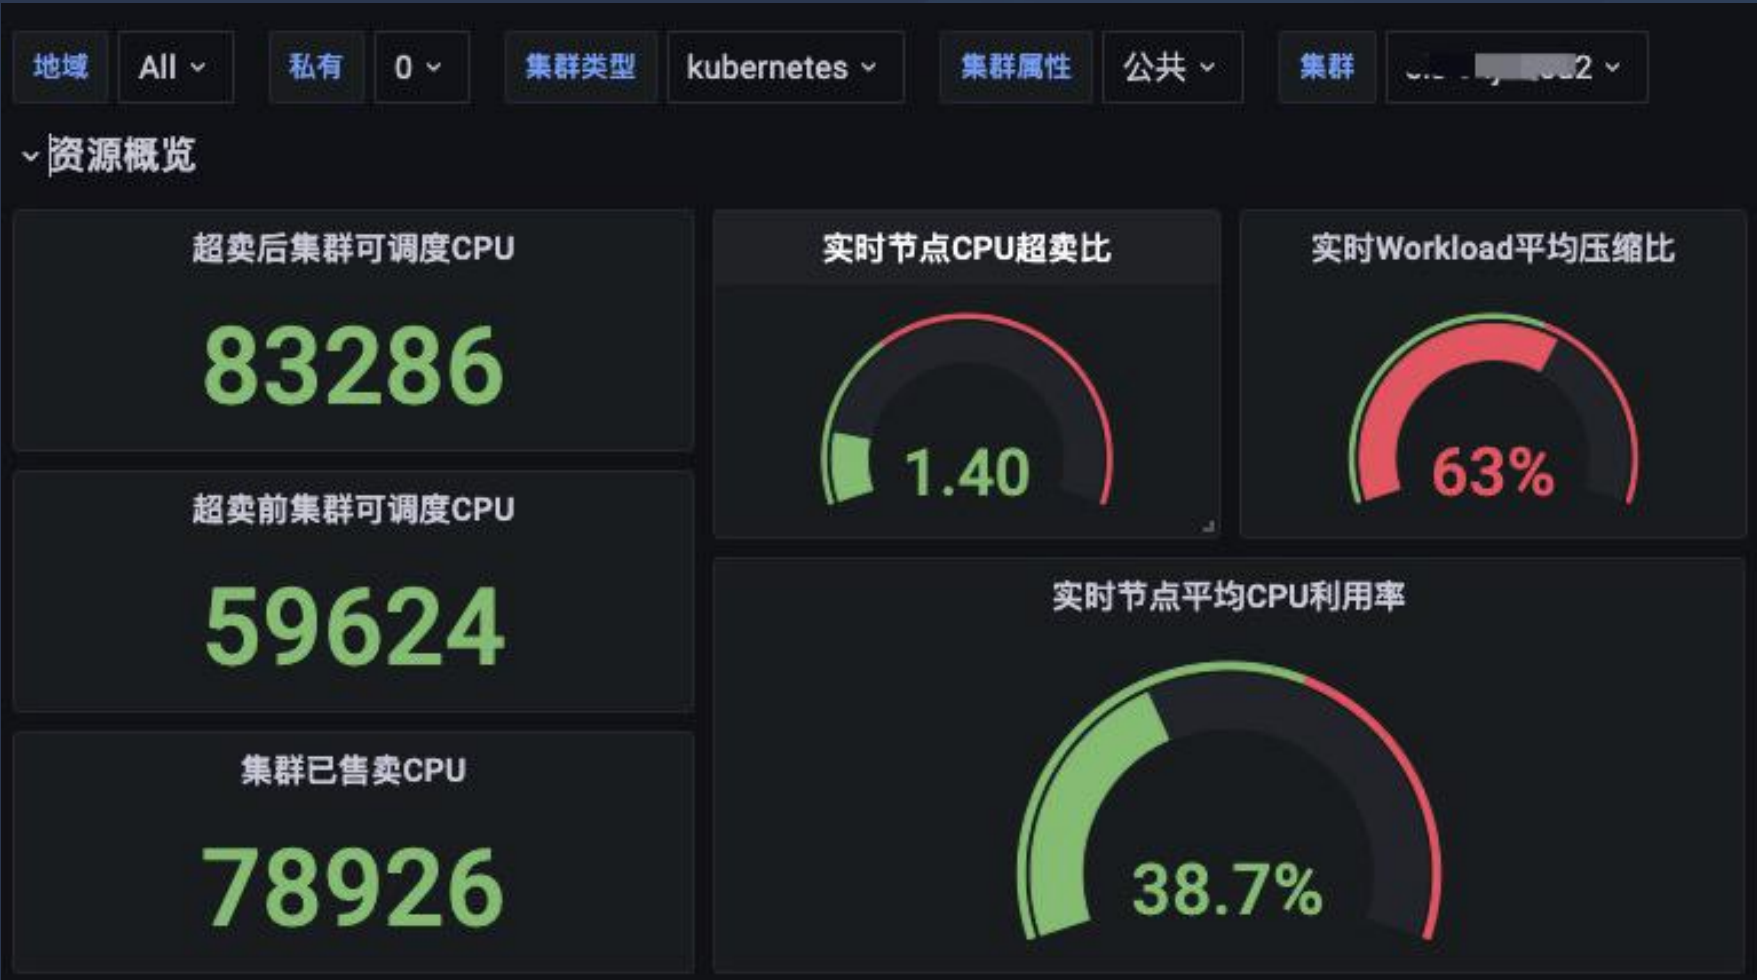 地域 All 私有 0 集群类型 kubernetes 集群属性 公共 集群
资源概览
超卖后集群可调度CPU
83286
超卖前集群可调度CPU
59624
集群已售卖CPU
78926
实时节点CPU超卖比
1.40
实时Workload平均压缩比
63%
实时节点平均CPU利用率
38.7%